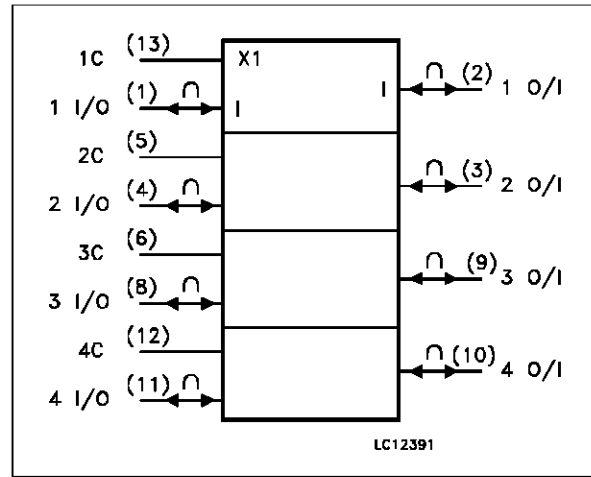 1C (13) X1
∩ (2) 1 O/I
1 I/O (1) ∩ I I
2C (5)
∩ (3) 2 O/I
2 I/O (4) ∩
3C (6)
∩ (9) 3 O/I
3 I/O (8) ∩
4C (12)
∩ (10) 4 O/I
4 I/O (11) ∩
LC12391